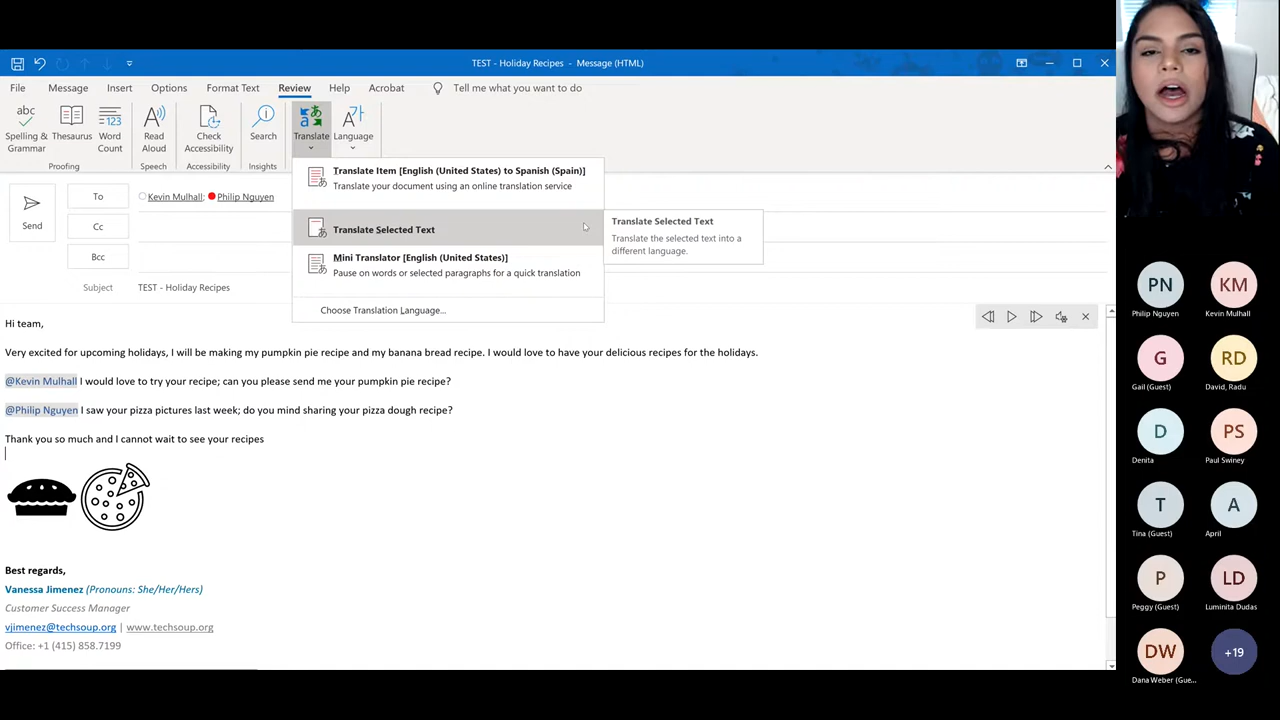 TEST - Holiday Recipes - Message (HTML)
File Message Insert Options Format Text Review Help Acrobat Tell me what you want to do
abc
Spelling &
Grammar
Thesaurus
123
Word
Count
Read
Aloud
Check
Accessibility
Search
Translate
Language
Proofing Speech Accessibility Insights
Translate Item [English (United States) to Spanish (Spain)]
Translate your document using an online translation service
Translate Selected Text
Mini Translator [English (United States)]
Pause on words or selected paragraphs for a quick translation
Choose Translation Language...
Translate Selected Text
Translate the selected text into a
different language.
Send
To Kevin Mulhall; Philip Nguyen
Cc
Bcc
Subject TEST - Holiday Recipes
Hi team,
Very excited for upcoming holidays, I will be making my pumpkin pie recipe and my banana bread recipe. I would love to have your delicious recipes for the holidays.
@Kevin Mulhall I would love to try your recipe; can you please send me your pumpkin pie recipe?
@Philip Nguyen I saw your pizza pictures last week; do you mind sharing your pizza dough recipe?
Thank you so much and I cannot wait to see your recipes
Best regards,
Vanessa Jimenez (Pronouns: She/Her/Hers)
Customer Success Manager
vjimenez@techsoup.org | www.techsoup.org
Office: +1 (415) 858.7199
PN KM
Philip Nguyen Kevin Mulhall
G RD
Gail (Guest) David, Radu
D PS
Denita Paul Swiney
T A
Tina (Guest) April
P LD
Peggy (Guest) Luminita Dudas
DW +19
Dana Weber (Gue...